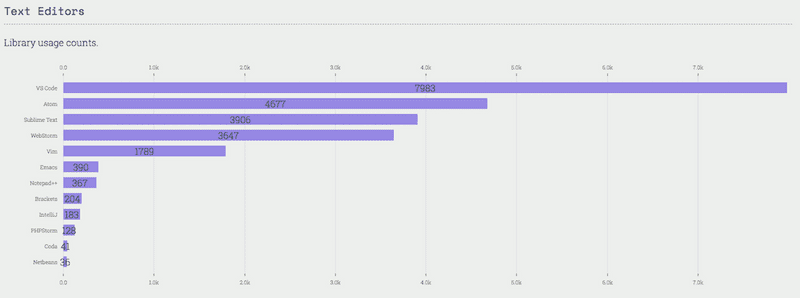 Text Editors
Library usage counts.
0.0 1.0k 2.0k 3.0k 4.0k 5.0k 6.0k 7.0k
VS Code 7983
Atom 4677
Sublime Text 3906
WebStorm 3647
Vim 1789
Emacs 390
Notepad++ 367
Brackets 204
IntelliJ 183
PHPStorm 128
Coda 41
Netbeans 36
0.0 1.0k 2.0k 3.0k 4.0k 5.0k 6.0k 7.0k